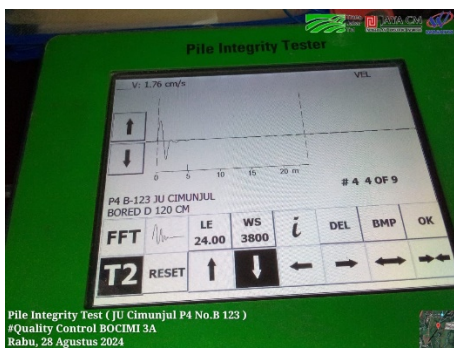 JAYA CM
Pile Integrity Tester
V: 1.76 cm/s
VEL
0 5 10 15 20 m
# 4 4 OF 9
P4 B-123 JU CIMUNJUL
BORED D 120 CM
FFT
LE 24.00
WS 3800
i
DEL
BMP
OK
T2
RESET
Pile Integrity Test ( JU Cimunjul P4 No.B 123 )
#Quality Control BOCIMI 3A
Rabu, 28 Agustus 2024